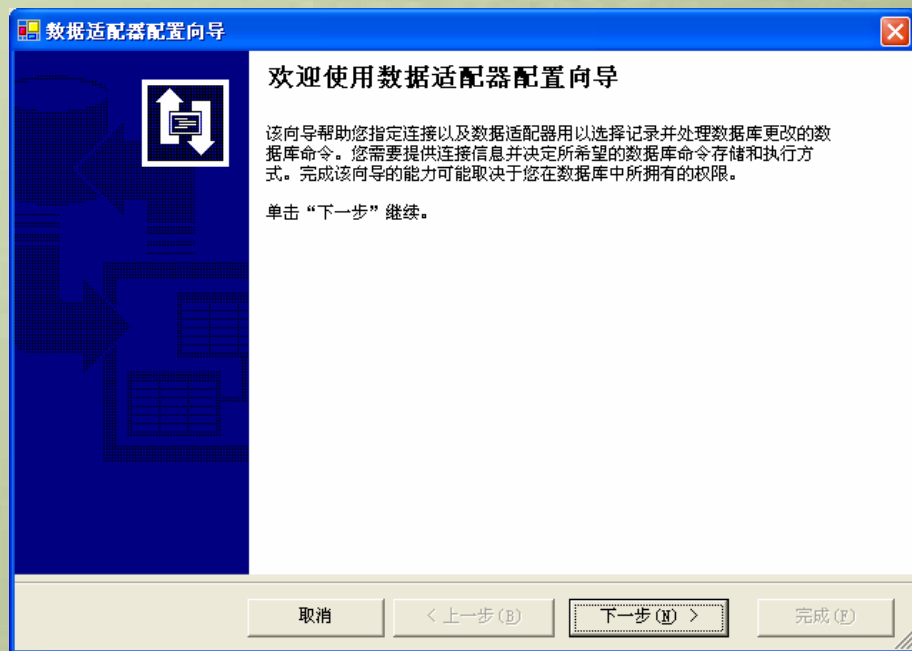 数据适配器配置向导
欢迎使用数据适配器配置向导
该向导帮助您指定连接以及数据适配器用以选择记录并处理数据库更改的数
据库命令。您需要提供连接信息并决定所希望的数据库命令存储和执行方
式。完成该向导的能力可能取决于您在数据库中所拥有的权限。
单击“下一步”继续。
取消
< 上一步(B)
下一步(N) >
完成(F)